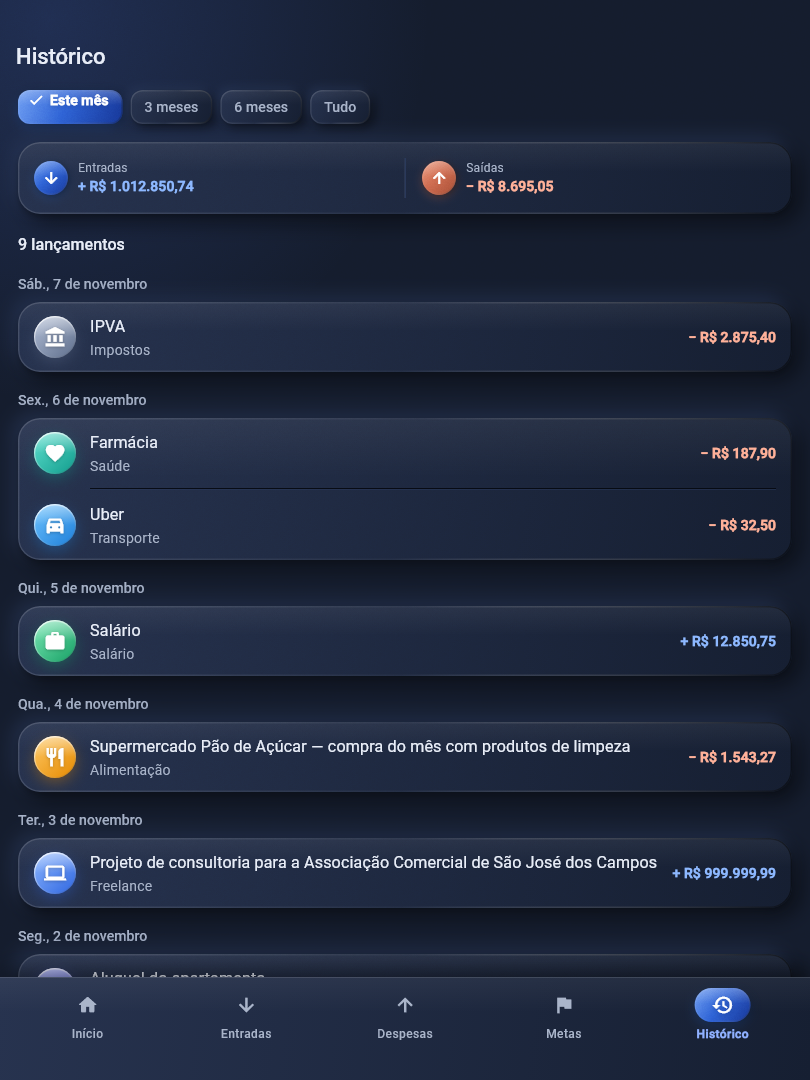 Histórico
Este mês
3 meses
6 meses
Tudo
Entradas
+ R$ 1.012.850,74
Saídas
− R$ 8.695,05
9 lançamentos
Sáb., 7 de novembro
IPVA
Impostos
− R$ 2.875,40
Sex., 6 de novembro
Farmácia
Saúde
− R$ 187,90
Uber
Transporte
− R$ 32,50
Qui., 5 de novembro
Salário
Salário
+ R$ 12.850,75
Qua., 4 de novembro
Supermercado Pão de Açúcar — compra do mês com produtos de limpeza
Alimentação
− R$ 1.543,27
Ter., 3 de novembro
Projeto de consultoria para a Associação Comercial de São José dos Campos
Freelance
+ R$ 999.999,99
Seg., 2 de novembro
Aluguel do apartamento
Início
Entradas
Despesas
Metas
Histórico